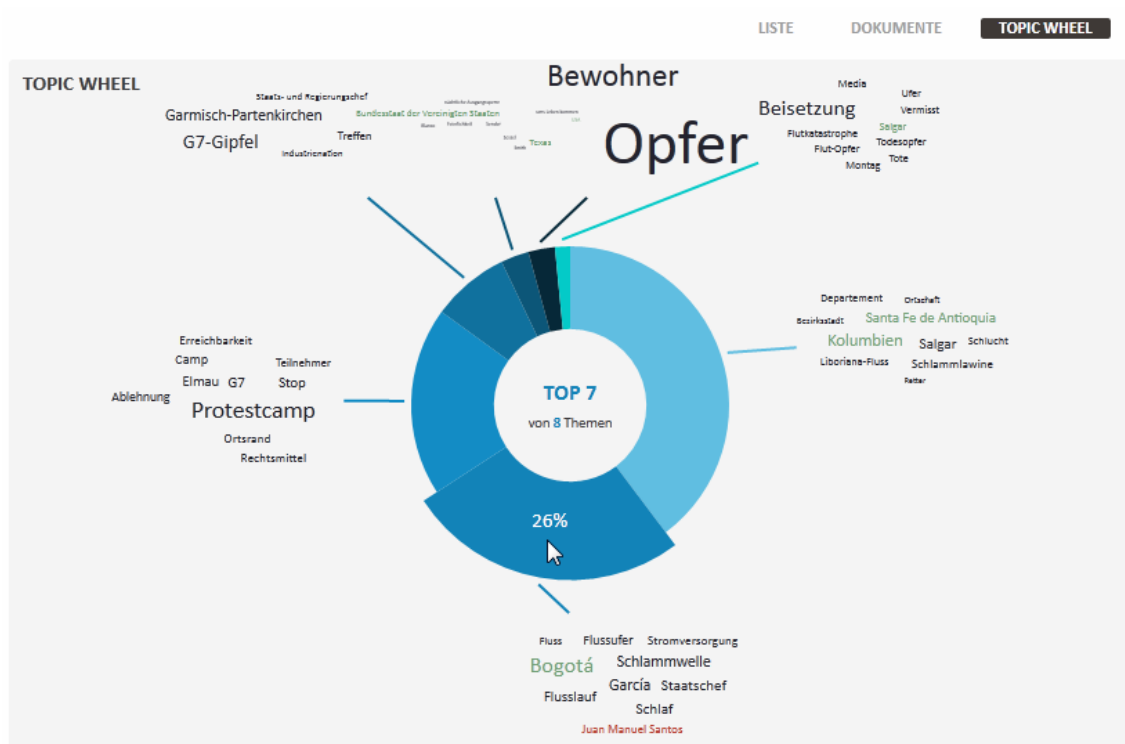 LISTE DOKUMENTE TOPIC WHEEL
TOPIC WHEEL
Staats- und Regierungschef
Garmisch-Partenkirchen
G7-Gipfel
Treffen
Industrienation
Bundesstaat der Vereinigten Staaten
Texas
Bewohner
Opfer
Media
Ufer
Beisetzung
Vermisst
Salgar
Flutkatastrophe
Todesopfer
Flut-Opfer
Tote
Montag
Departement
Ortschaft
Bezirksstadt
Santa Fe de Antioquia
Kolumbien
Salgar
Schlucht
Liboriana-Fluss
Schlammlawine
Retter
Erreichbarkeit
Camp
Teilnehmer
Elmau
G7
Stop
Ablehnung
Protestcamp
Ortsrand
Rechtsmittel
TOP 7
von 8 Themen
26%
Fluss
Flussufer
Stromversorgung
Bogotá
Schlammwelle
García
Staatschef
Flusslauf
Schlaf
Juan Manuel Santos